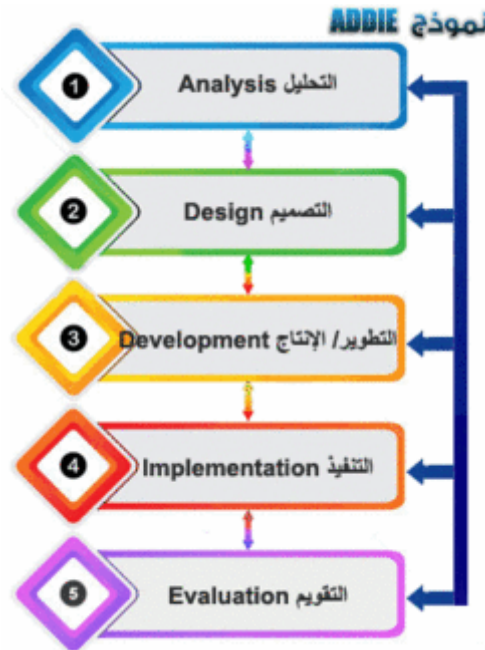 نموذج ADDIE
1
التحليل Analysis
2
التصميم Design
3
التطوير/ الإنتاج Development
4
التنفيذ Implementation
5
التقويم Evaluation